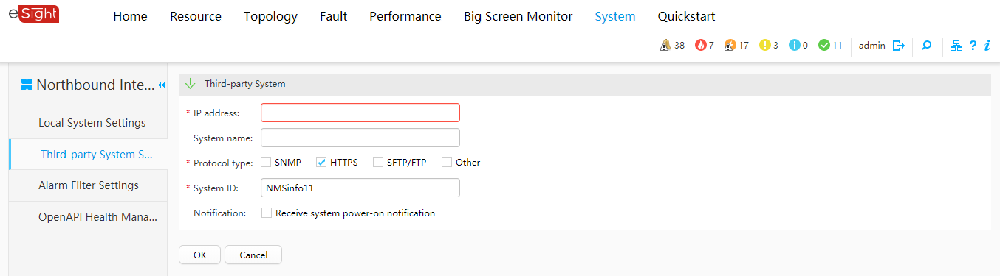 eSight
Home Resource Topology Fault Performance Big Screen Monitor System Quickstart
38 7 17 3 0 11 admin ?
Northbound Inte...
Local System Settings
Third-party System S...
Alarm Filter Settings
OpenAPI Health Mana...
Third-party System
* IP address:
System name:
* Protocol type: SNMP HTTPS SFTP/FTP Other
* System ID: NMSinfo11
Notification: Receive system power-on notification
OK Cancel